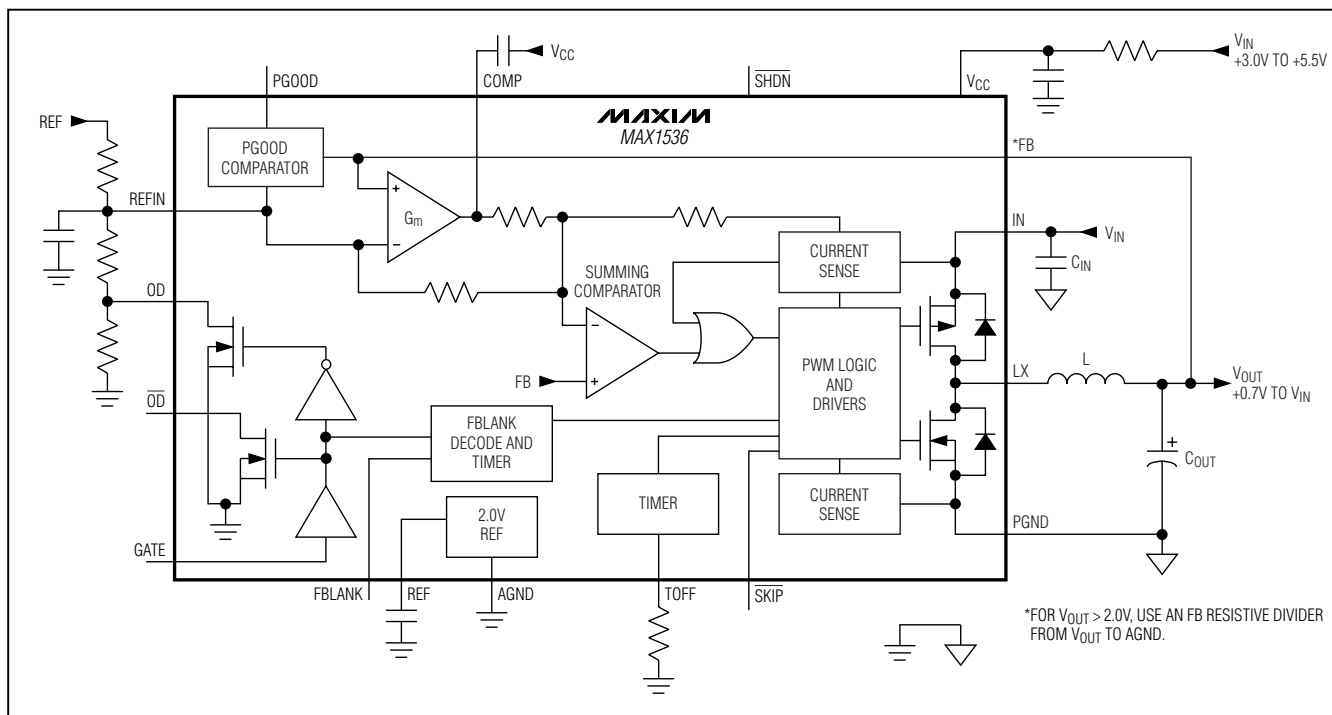 V_CC
V_IN
+3.0V TO +5.5V
PGOOD
COMP
S̅H̅D̅N̅
V_CC
MAXIM
MAX1536
REF
PGOOD
COMPARATOR
*FB
REFIN
+
G_m
−
IN
V_IN
C_IN
CURRENT
SENSE
SUMMING
COMPARATOR
OD
−
FB
+
PWM LOGIC
AND
DRIVERS
LX
L
V_OUT
+0.7V TO V_IN
O̅D̅
FBLANK
DECODE AND
TIMER
+
C_OUT
TIMER
CURRENT
SENSE
2.0V
REF
PGND
GATE
FBLANK
REF
AGND
TOFF
S̅K̅I̅P̅
*FOR V_OUT > 2.0V, USE AN FB RESISTIVE DIVIDER
FROM V_OUT TO AGND.